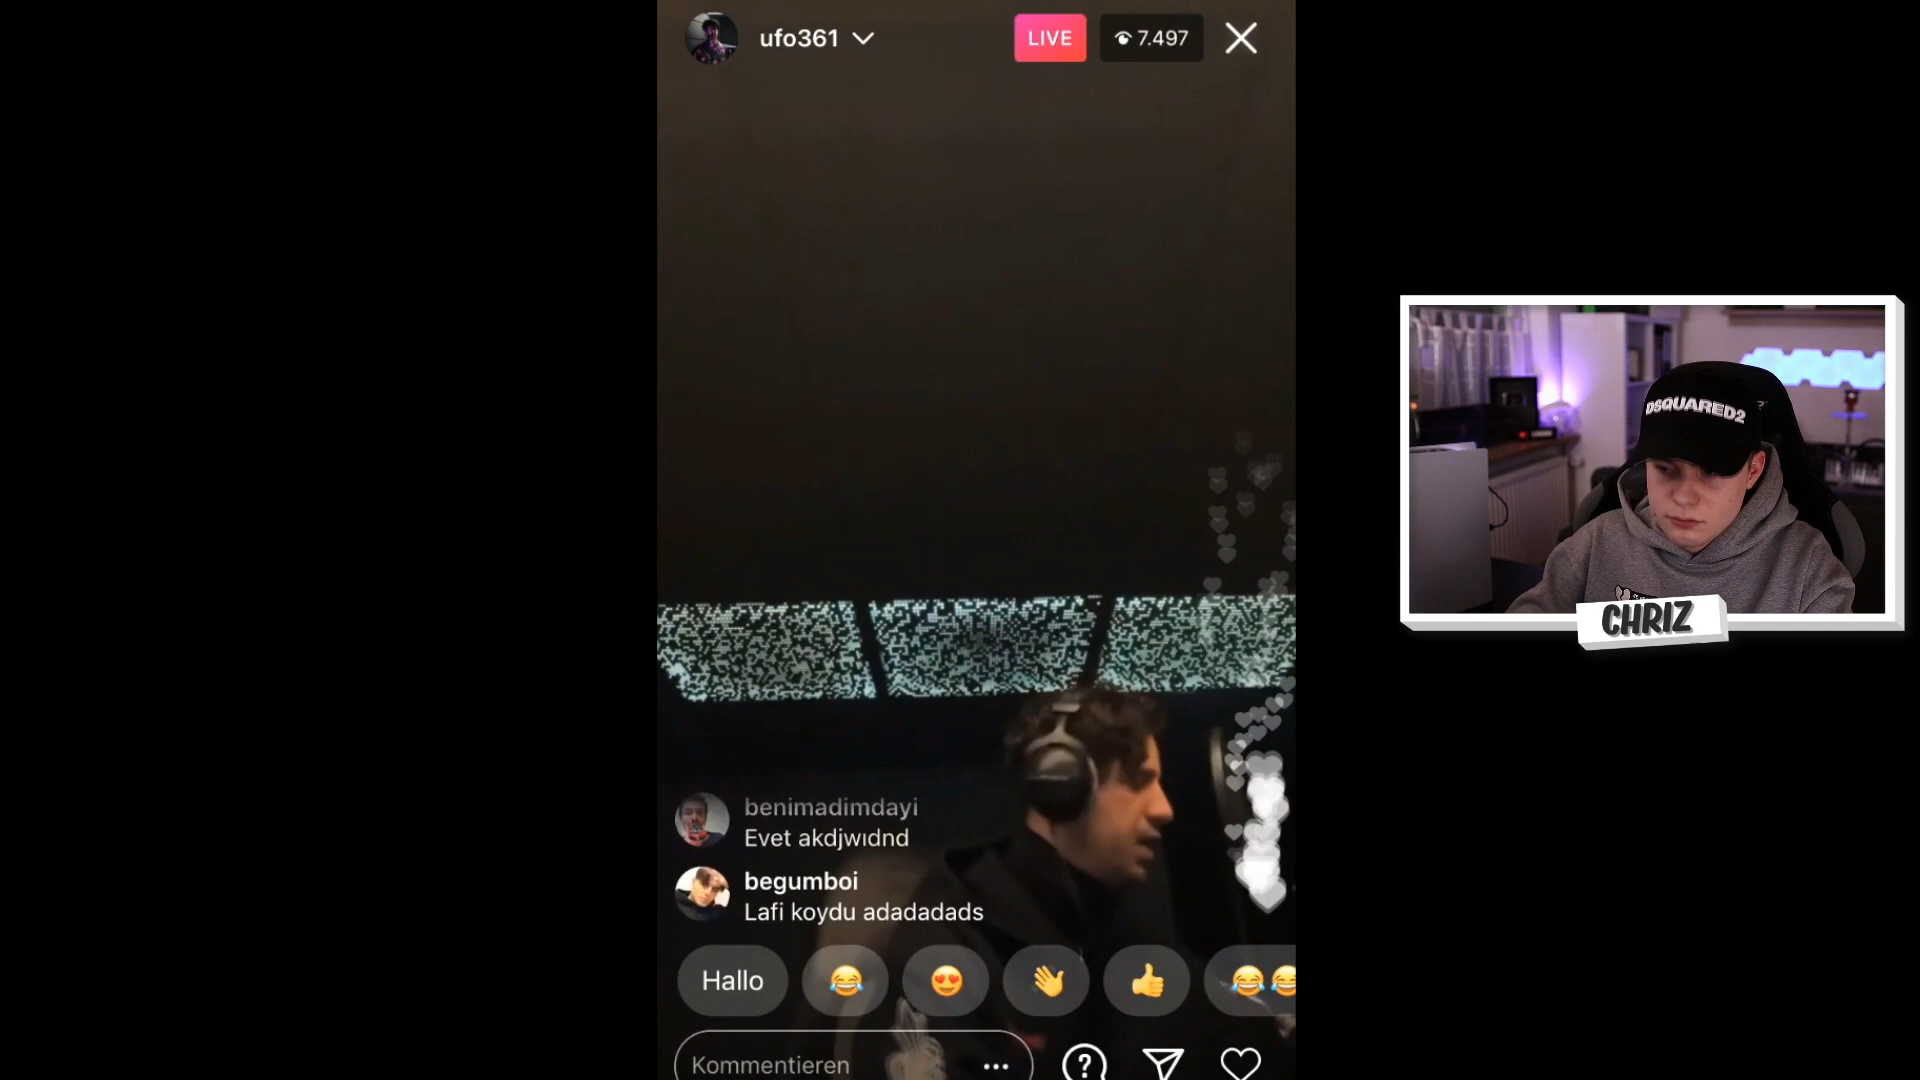 ufo361
LIVE
7.497
DSQUARED2
CHRIZ
benimadimdayi
Evet akdjwıdnd
begumboi
Lafi koydu adadadads
Hallo
Kommentieren